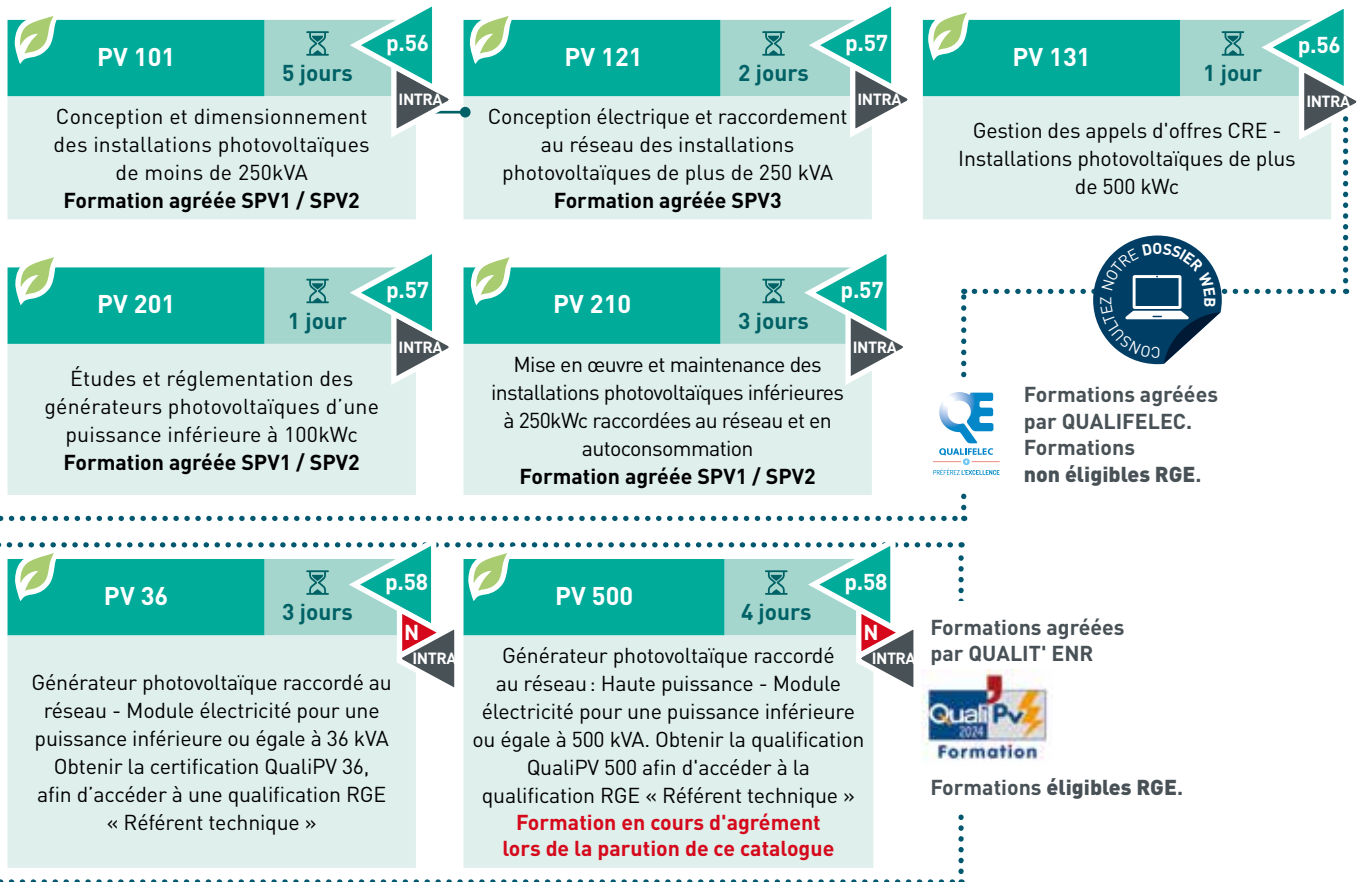 PV 101
5 jours
p.56
INTRA
Conception et dimensionnement
des installations photovoltaïques
de moins de 250kVA
Formation agréée SPV1 / SPV2
PV 121
2 jours
p.57
INTRA
Conception électrique et raccordement
au réseau des installations
photovoltaïques de plus de 250 kVA
Formation agréée SPV3
PV 131
1 jour
p.56
INTRA
Gestion des appels d'offres CRE -
Installations photovoltaïques de plus
de 500 kWc
CONSULTEZ NOTRE DOSSIER WEB
PV 201
1 jour
p.57
INTRA
Études et réglementation des
générateurs photovoltaïques d’une
puissance inférieure à 100kWc
Formation agréée SPV1 / SPV2
PV 210
3 jours
p.57
INTRA
Mise en œuvre et maintenance des
installations photovoltaïques inférieures
à 250kWc raccordées au réseau et en
autoconsommation
Formation agréée SPV1 / SPV2
QE
QUALIFELEC
PRÉFÉREZ L'EXCELLENCE
Formations agréées
par QUALIFELEC.
Formations
non éligibles RGE.
PV 36
3 jours
p.58
N
INTRA
Générateur photovoltaïque raccordé au
réseau - Module électricité pour une
puissance inférieure ou égale à 36 kVA
Obtenir la certification QualiPV 36,
afin d’accéder à une qualification RGE
« Référent technique »
PV 500
4 jours
p.58
N
INTRA
Générateur photovoltaïque raccordé
au réseau : Haute puissance - Module
électricité pour une puissance inférieure
ou égale à 500 kVA. Obtenir la qualification
QualiPV 500 afin d'accéder à la
qualification RGE « Référent technique »
Formation en cours d'agrément
lors de la parution de ce catalogue
Formations agréées
par QUALIT' ENR
QualiPV
2024
Formation
Formations éligibles RGE.